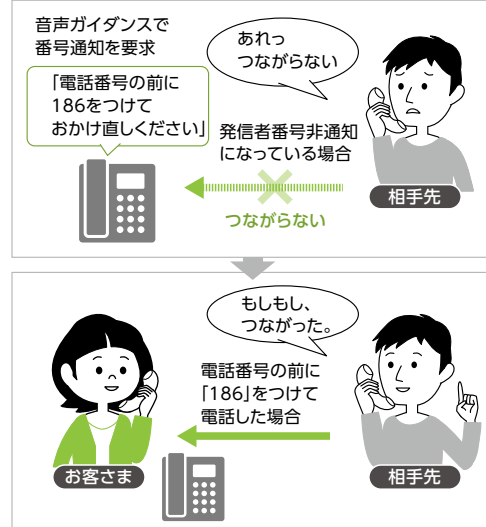 音声ガイダンスで
番号通知を要求
「電話番号の前に
186をつけて
おかけ直しください」
あれっ
つながらない
発信者番号非通知
になっている場合
つながらない
相手先
もしもし、
つながった。
電話番号の前に
「186」をつけて
電話した場合
お客さま
相手先